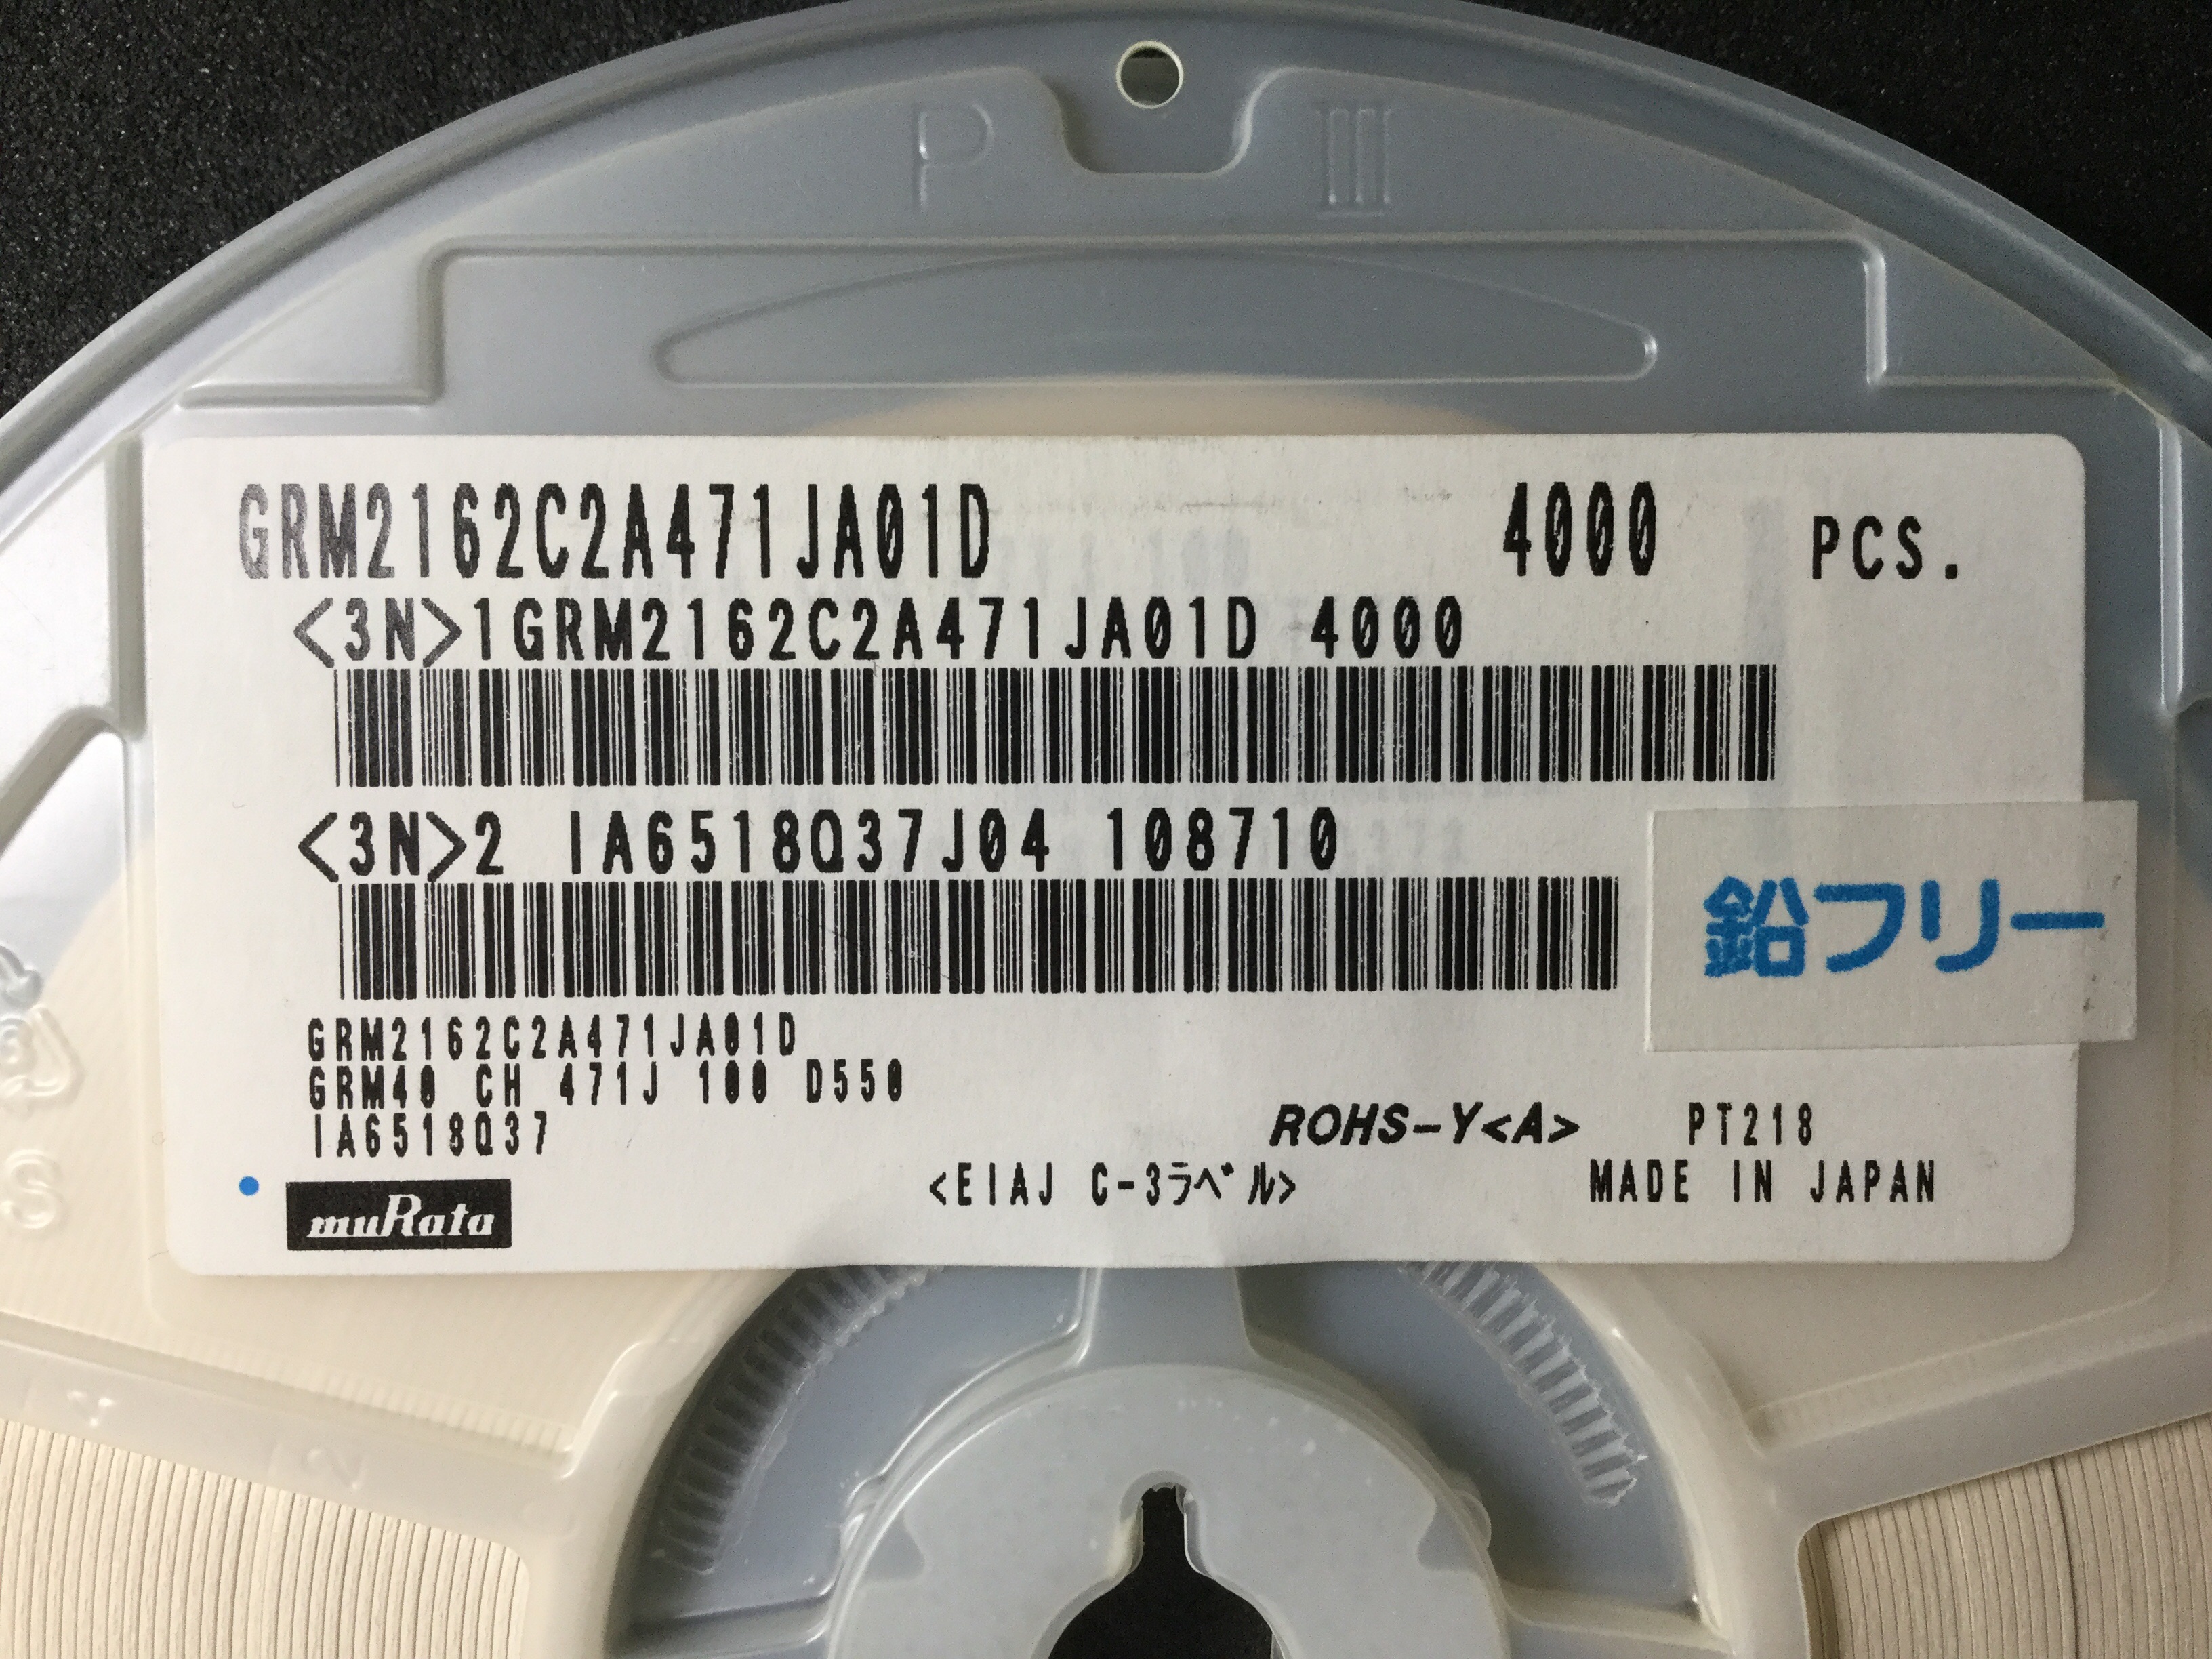 P III
GRM2162C2A471JA01D 4000 PCS.
<3N>1GRM2162C2A471JA01D 4000
<3N>2 IA6518Q37J04 108710
鉛フリー
GRM2162C2A471JA01D
GRM40 CH 471J 100 D550
IA6518Q37
ROHS-Y<A> PT218
<EIAJ C-3ラベル> MADE IN JAPAN
muRata
S